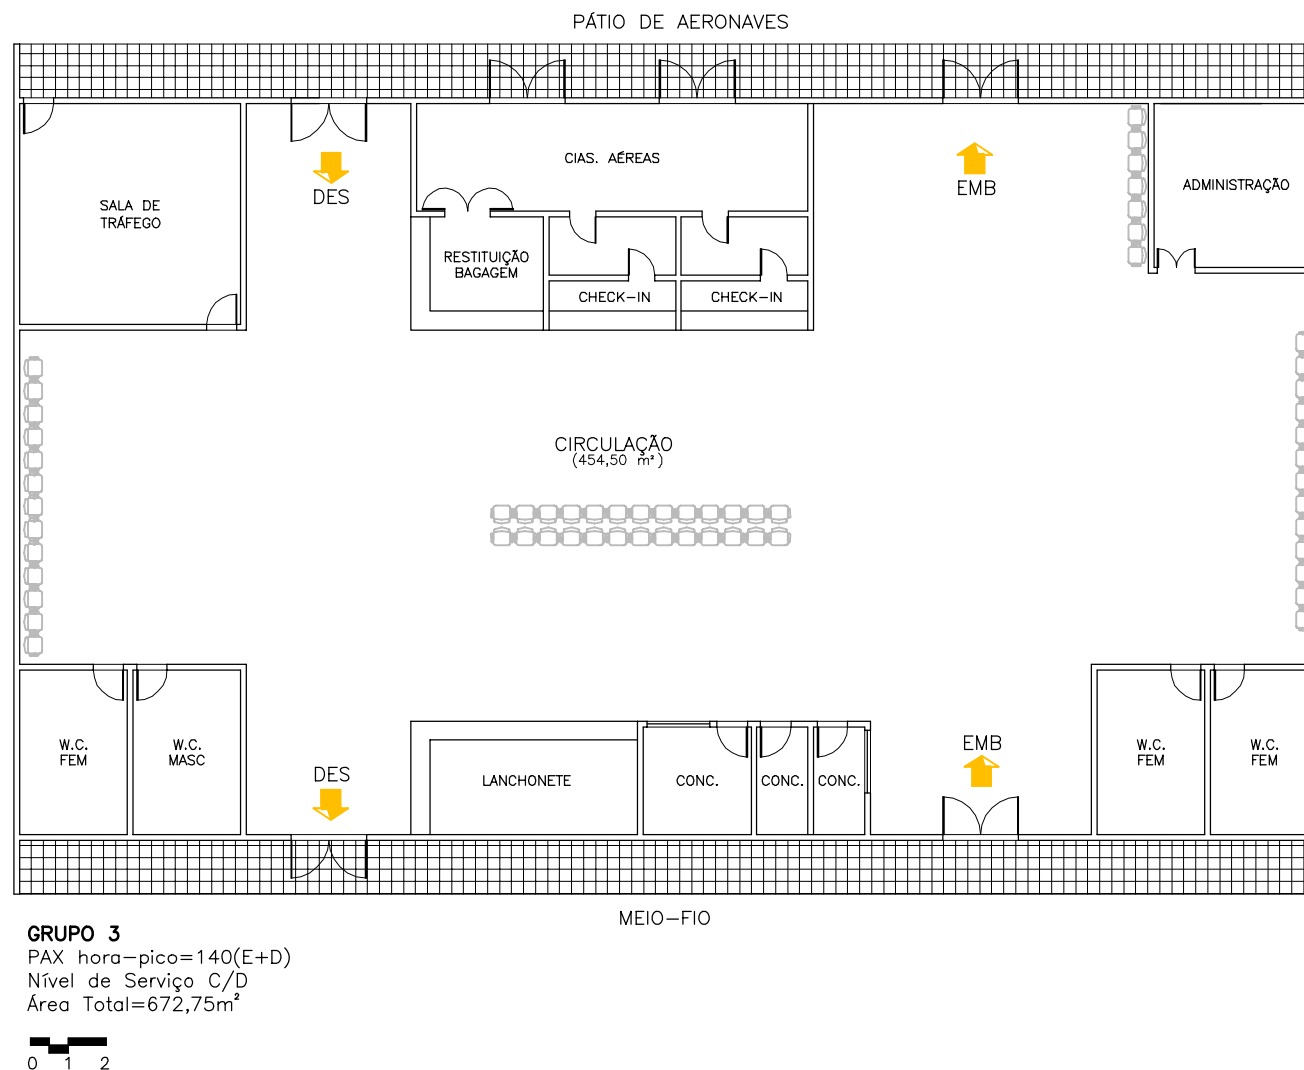 PÁTIO DE AERONAVES
CIAS. AÉREAS
DES
EMB
ADMINISTRAÇÃO
SALA DE
TRÁFEGO
RESTITUIÇÃO
BAGAGEM
CHECK-IN
CHECK-IN
CIRCULAÇÃO
(454,50 m²)
W.C.
FEM
W.C.
MASC
DES
LANCHONETE
CONC.
CONC.
CONC.
EMB
W.C.
FEM
W.C.
FEM
MEIO-FIO
GRUPO 3
PAX hora-pico=140(E+D)
Nível de Serviço C/D
Área Total=672,75m²
0 1 2